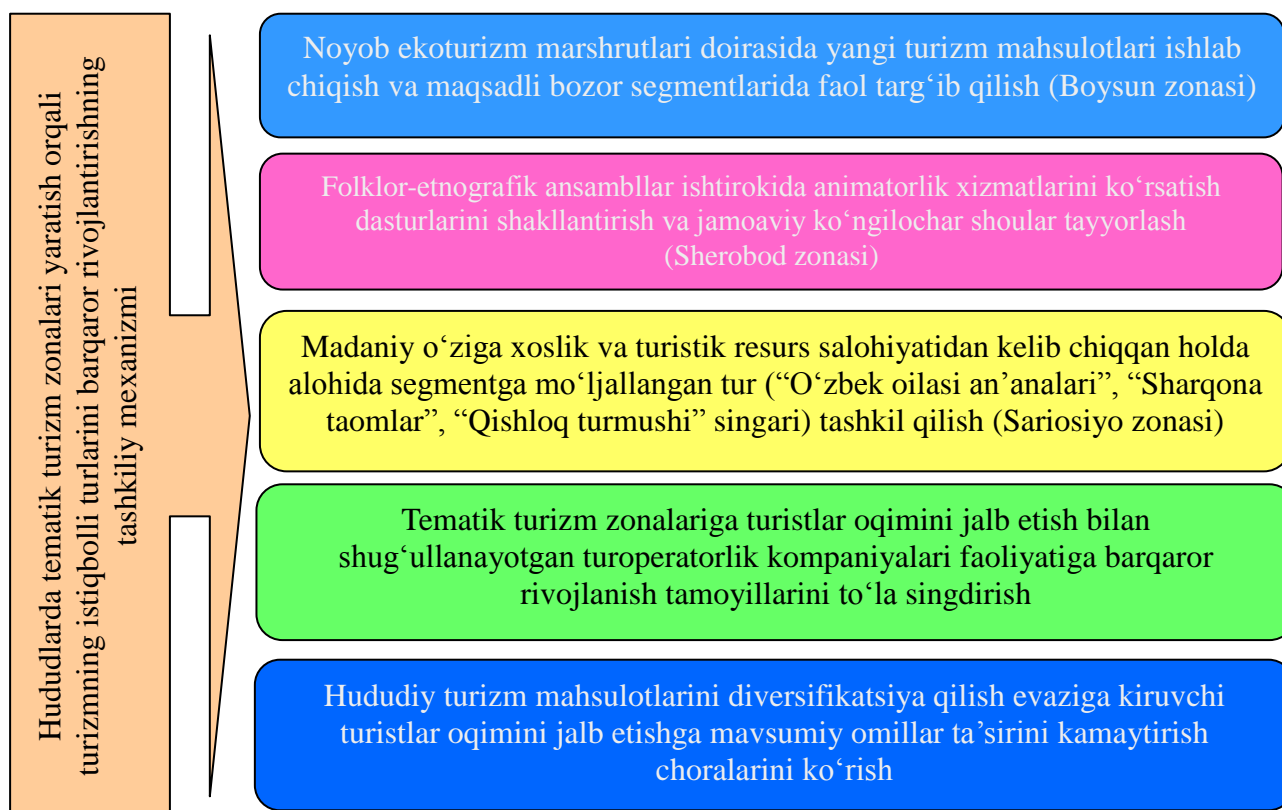 Hududlarda tematik turizm zonalari yaratish orqali
turizmning istiqbolli turlarini barqaror rivojlantirishning
tashkiliy mexanizmi
Noyob ekoturizm marshrutlari doirasida yangi turizm mahsulotlari ishlab
chiqish va maqsadli bozor segmentlarida faol targ‘ib qilish (Boysun zonasi)
Folklor-etnografik ansambllar ishtirokida animatorlik xizmatlarini ko‘rsatish
dasturlarini shakllantirish va jamoaviy ko‘ngilochar shoular tayyorlash
(Sherobod zonasi)
Madaniy o‘ziga xoslik va turistik resurs salohiyatidan kelib chiqqan holda
alohida segmentga mo‘ljallangan tur (“O‘zbek oilasi an’analari”, “Sharqona
taomlar”, “Qishloq turmushi” singari) tashkil qilish (Sariosiyo zonasi)
Tematik turizm zonalariga turistlar oqimini jalb etish bilan
shug‘ullanayotgan turoperatorlik kompaniyalari faoliyatiga barqaror
rivojlanish tamoyillarini to‘la singdirish
Hududiy turizm mahsulotlarini diversifikatsiya qilish evaziga kiruvchi
turistlar oqimini jalb etishga mavsumiy omillar ta’sirini kamaytirish
choralarini ko‘rish